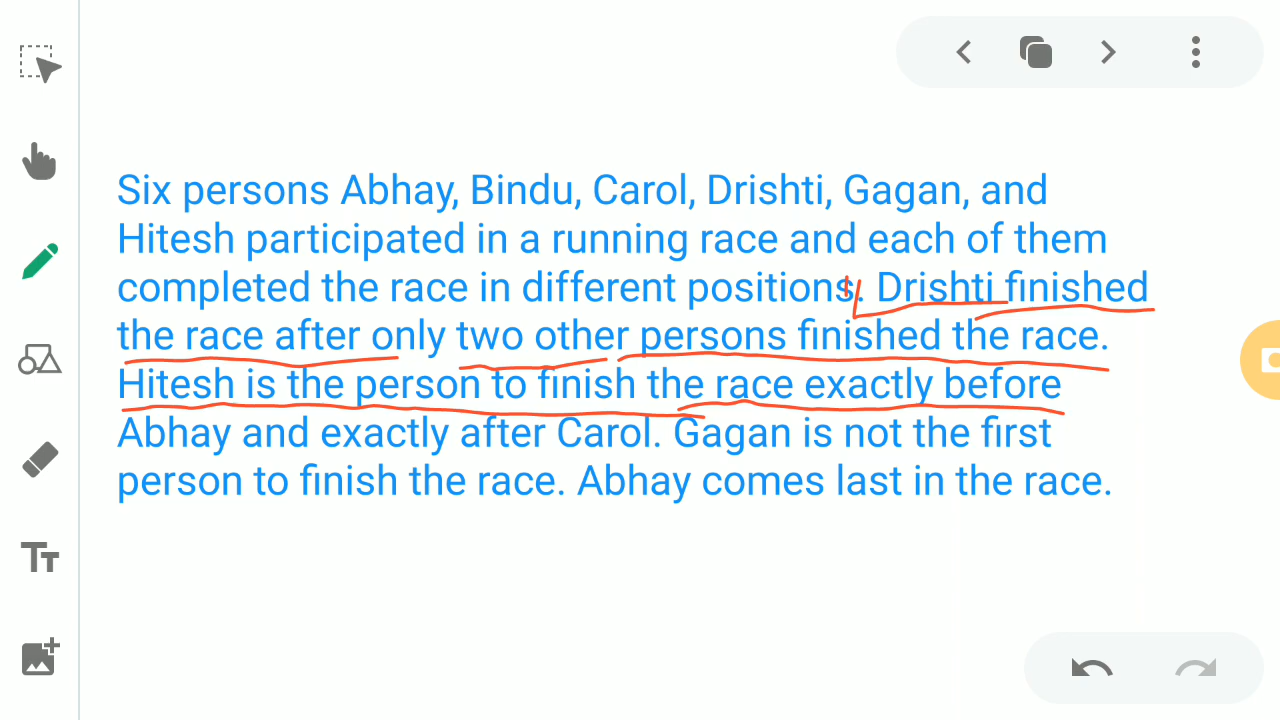 Six persons Abhay, Bindu, Carol, Drishti, Gagan, and
Hitesh participated in a running race and each of them
completed the race in different positions. Drishti finished
the race after only two other persons finished the race.
Hitesh is the person to finish the race exactly before
Abhay and exactly after Carol. Gagan is not the first
person to finish the race. Abhay comes last in the race.
TT